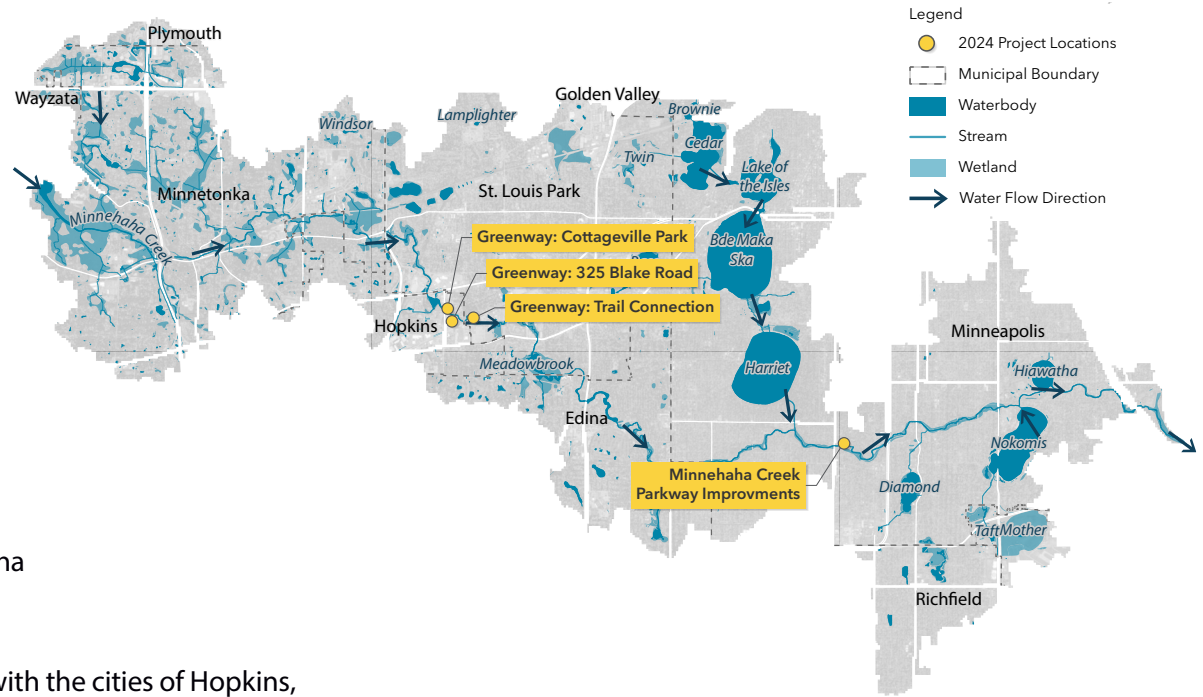 Legend
2024 Project Locations
Municipal Boundary
Waterbody
Stream
Wetland
Water Flow Direction
Plymouth
Wayzata
Golden Valley
Brownie
Windsor
Lamplighter
Cedar
Twin
Lake of
the Isles
Minnetonka
St. Louis Park
Minnehaha Creek
Bde Maka
Ska
Greenway: Cottageville Park
Greenway: 325 Blake Road
Greenway: Trail Connection
Hopkins
Minneapolis
Meadowbrook
Harriet
Hiawatha
Edina
Nokomis
Minnehaha Creek
Parkway Improvments
Diamond
Taft
Mother
Richfield
na
with the cities of Hopkins,